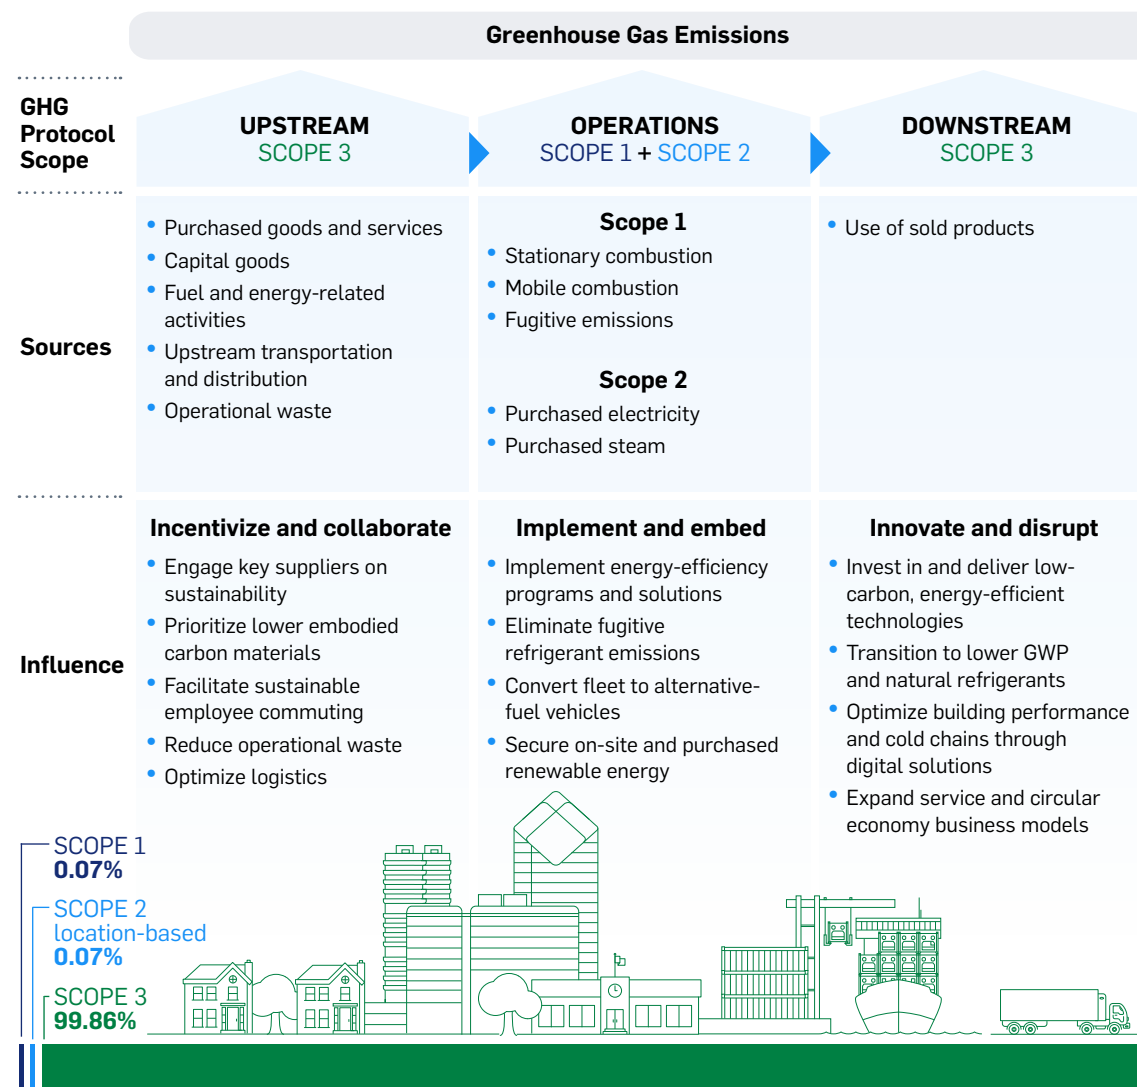 Greenhouse Gas Emissions
GHG
Protocol
Scope
UPSTREAM
SCOPE 3
OPERATIONS
SCOPE 1 + SCOPE 2
DOWNSTREAM
SCOPE 3
Sources
• Purchased goods and services
• Capital goods
• Fuel and energy-related
activities
• Upstream transportation
and distribution
• Operational waste
Scope 1
• Stationary combustion
• Mobile combustion
• Fugitive emissions
Scope 2
• Purchased electricity
• Purchased steam
• Use of sold products
Influence
Incentivize and collaborate
• Engage key suppliers on
sustainability
• Prioritize lower embodied
carbon materials
• Facilitate sustainable
employee commuting
• Reduce operational waste
• Optimize logistics
Implement and embed
• Implement energy-efficiency
programs and solutions
• Eliminate fugitive
refrigerant emissions
• Convert fleet to alternative-
fuel vehicles
• Secure on-site and purchased
renewable energy
Innovate and disrupt
• Invest in and deliver low-
carbon, energy-efficient
technologies
• Transition to lower GWP
and natural refrigerants
• Optimize building performance
and cold chains through
digital solutions
• Expand service and circular
economy business models
SCOPE 1
0.07%
SCOPE 2
location-based
0.07%
SCOPE 3
99.86%